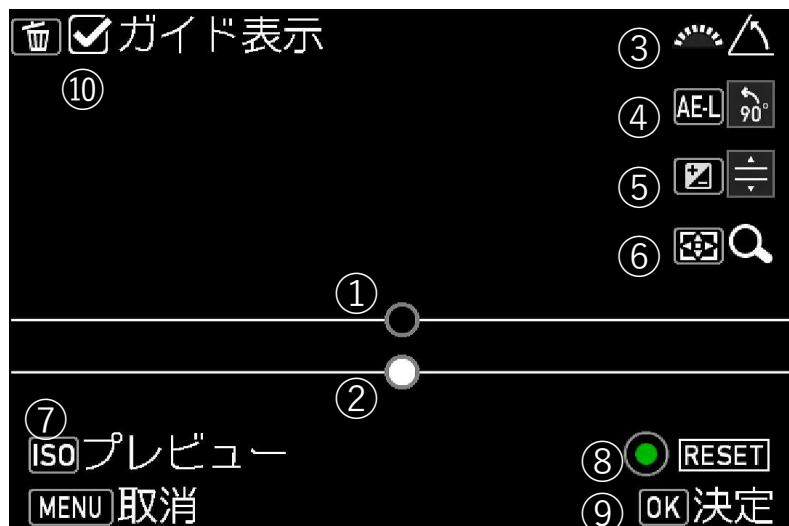 ガイド表示
⑩
③
④ AE-L 90°
⑤
⑥
①
②
⑦
ISO プレビュー
⑧ RESET
MENU 取消
⑨ OK 決定